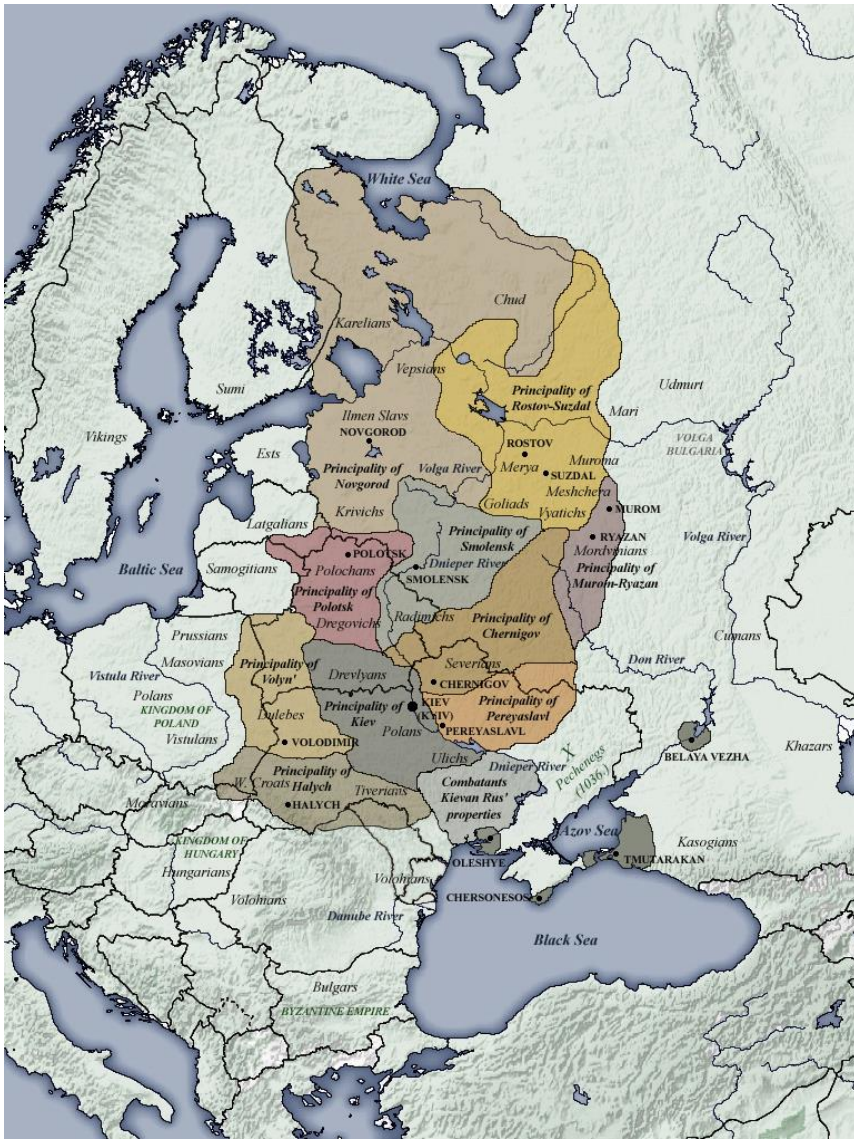 White Sea
Chud
Karelians
Vepsians
Sumi
Principality of
Rostov-Suzdal
Udmurt
Mari
Ilmen Slavs
NOVGOROD
Vikings
VOLGA
BULGARIA
Ests
ROSTOV
Merya
Muroma
Principality of
Novgorod
Volga River
SUZDAL
Meshchera
Goliads
Vyatichs
MUROM
Krivichs
Latgalians
Principality of
Smolensk
RYAZAN
Mordvinians
Volga River
POLOTSK
Polochans
Dnieper River
SMOLENSK
Baltic Sea
Samogitians
Principality of
Murom-Ryazan
Principality of
Polotsk
Dregovichs
Radimichs
Principality of
Chernigov
Prussians
Cumans
Masovians
Principality of
Volyn'
Severians
Don River
Vistula River
Drevlyans
CHERNIGOV
Polans
KINGDOM OF
POLAND
Vistulans
Dulebes
Principality of
Kiev
KIEV
(KYIV)
Principality of
Pereyaslavl
Polans
PEREYASLAVL
VOLODIMIR
Ulichs
X
Pechenegs
(1036.)
BELAYA VEZHA
Khazars
Dnieper River
W. Croats
Principality of
Halych
Tiverians
Combatants
Kievan Rus'
properties
Moravians
HALYCH
Azov Sea
KINGDOM OF
HUNGARY
Hungarians
Kasogians
OLESHYE
TMUTARAKAN
Volohians
Volohians
CHERSONESOS
Danube River
Black Sea
Bulgars
BYZANTINE EMPIRE